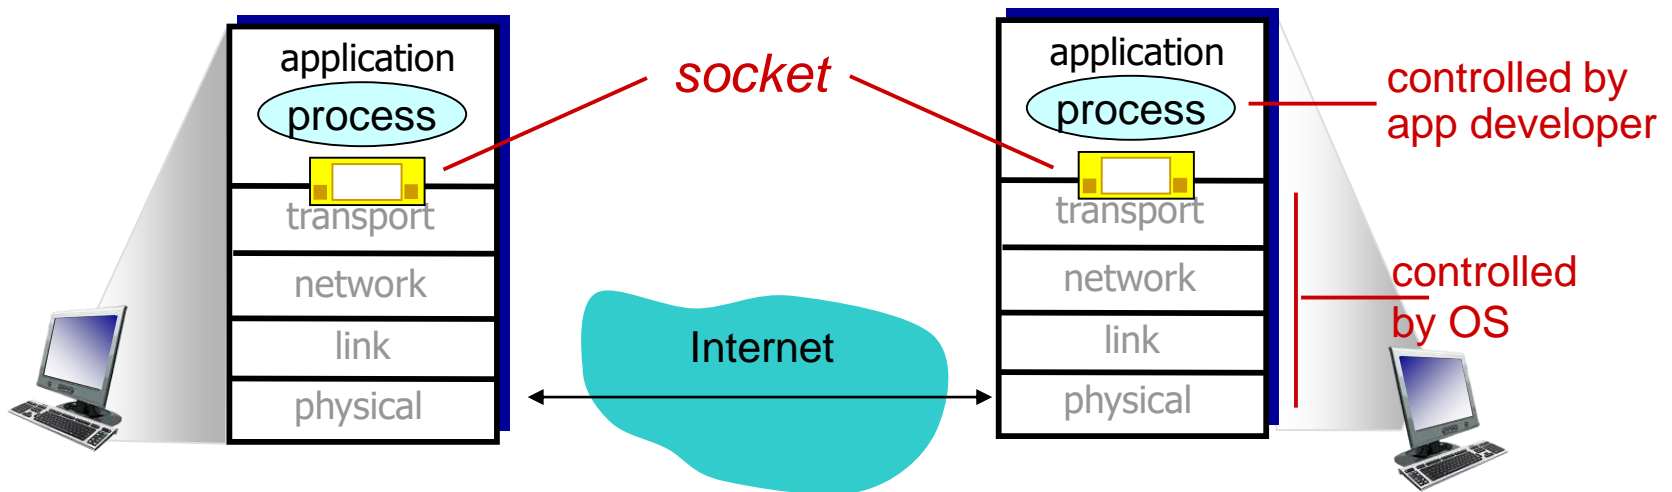 application
process
transport
network
link
physical
socket
Internet
application
process
transport
network
link
physical
controlled by
app developer
controlled
by OS